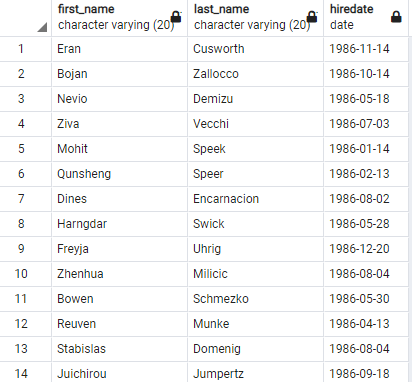 first_name last_name hiredate
character varying (20) character varying (20) date
1 Eran Cusworth 1986-11-14
2 Bojan Zallocco 1986-10-14
3 Nevio Demizu 1986-05-18
4 Ziva Vecchi 1986-07-03
5 Mohit Speek 1986-01-14
6 Qunsheng Speer 1986-02-13
7 Dines Encarnacion 1986-08-02
8 Harngdar Swick 1986-05-28
9 Freyja Uhrig 1986-12-20
10 Zhenhua Milicic 1986-08-04
11 Bowen Schmezko 1986-05-30
12 Reuven Munke 1986-04-13
13 Stabislas Domenig 1986-08-04
14 Juichirou Jumpertz 1986-09-18